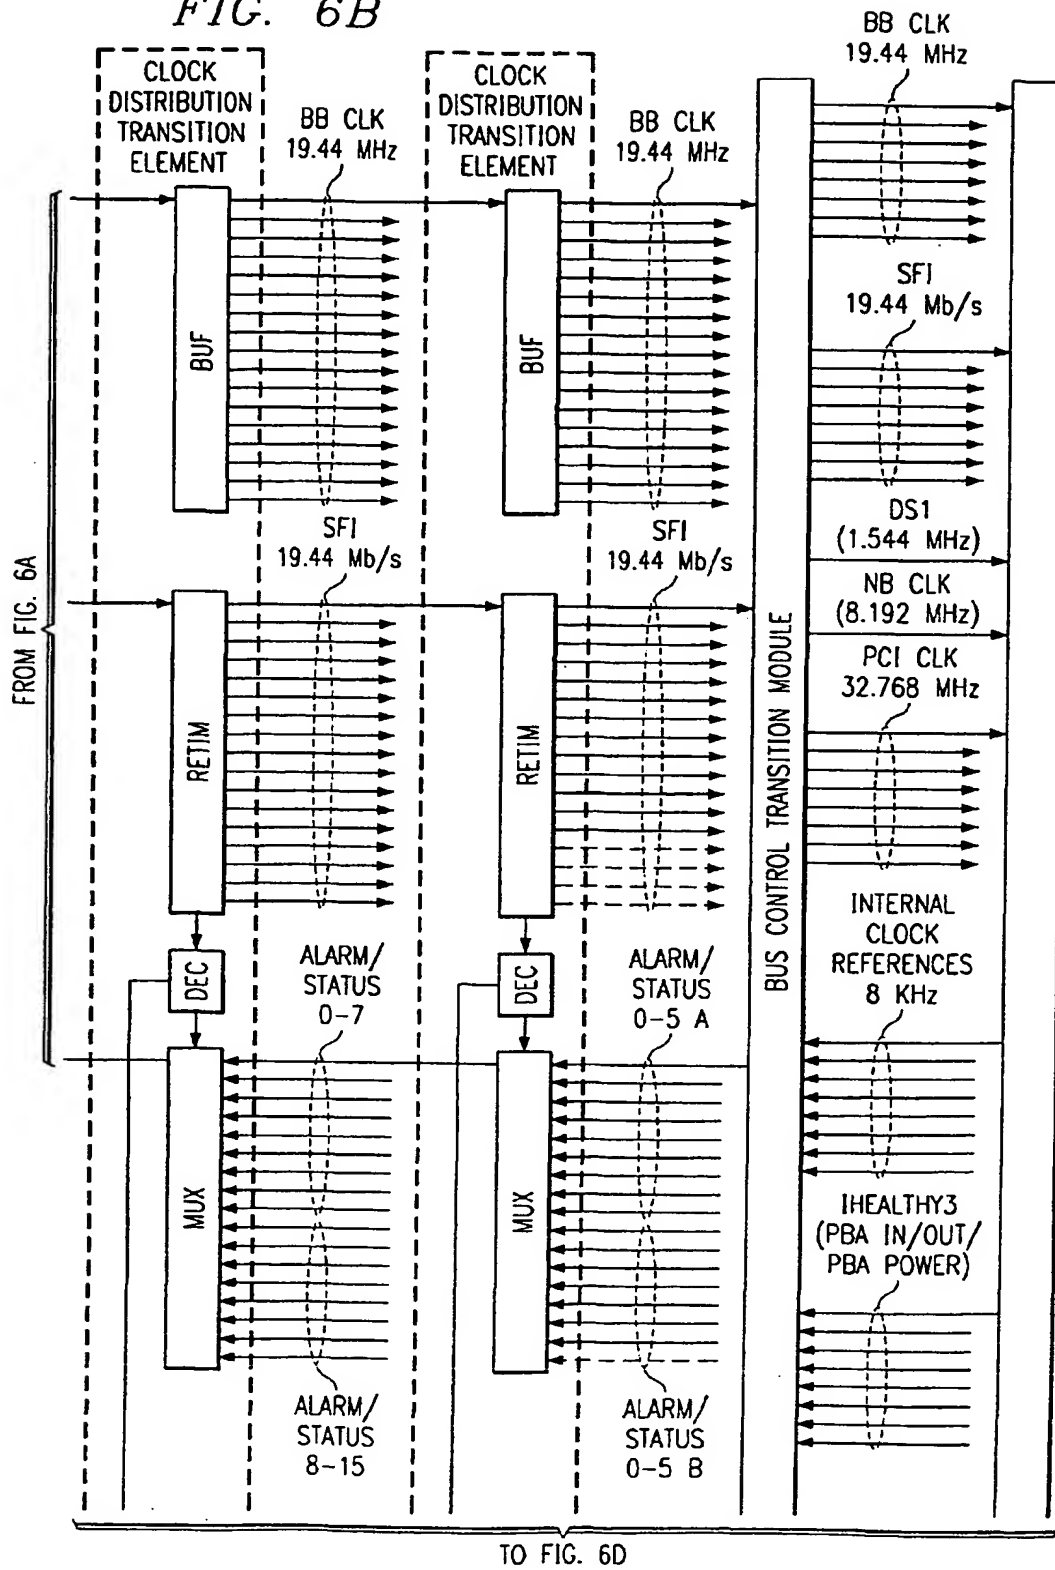 FIG. 6B
CLOCK
DISTRIBUTION
TRANSITION
ELEMENT
BB CLK
19.44 MHz
CLOCK
DISTRIBUTION
TRANSITION
ELEMENT
BB CLK
19.44 MHz
BB CLK
19.44 MHz
BUF
BUF
SFI
19.44 Mb/s
SFI
19.44 Mb/s
SFI
19.44 Mb/s
DS1
(1.544 MHz)
NB CLK
(8.192 MHz)
PCI CLK
32.768 MHz
FROM FIG. 6A
RETIM
RETIM
BUS CONTROL TRANSITION MODULE
DEC
DEC
ALARM/
STATUS
0-7
ALARM/
STATUS
0-5 A
INTERNAL
CLOCK
REFERENCES
8 KHz
MUX
MUX
IHEALTHY3
(PBA IN/OUT/
PBA POWER)
ALARM/
STATUS
8-15
ALARM/
STATUS
0-5 B
TO FIG. 6D